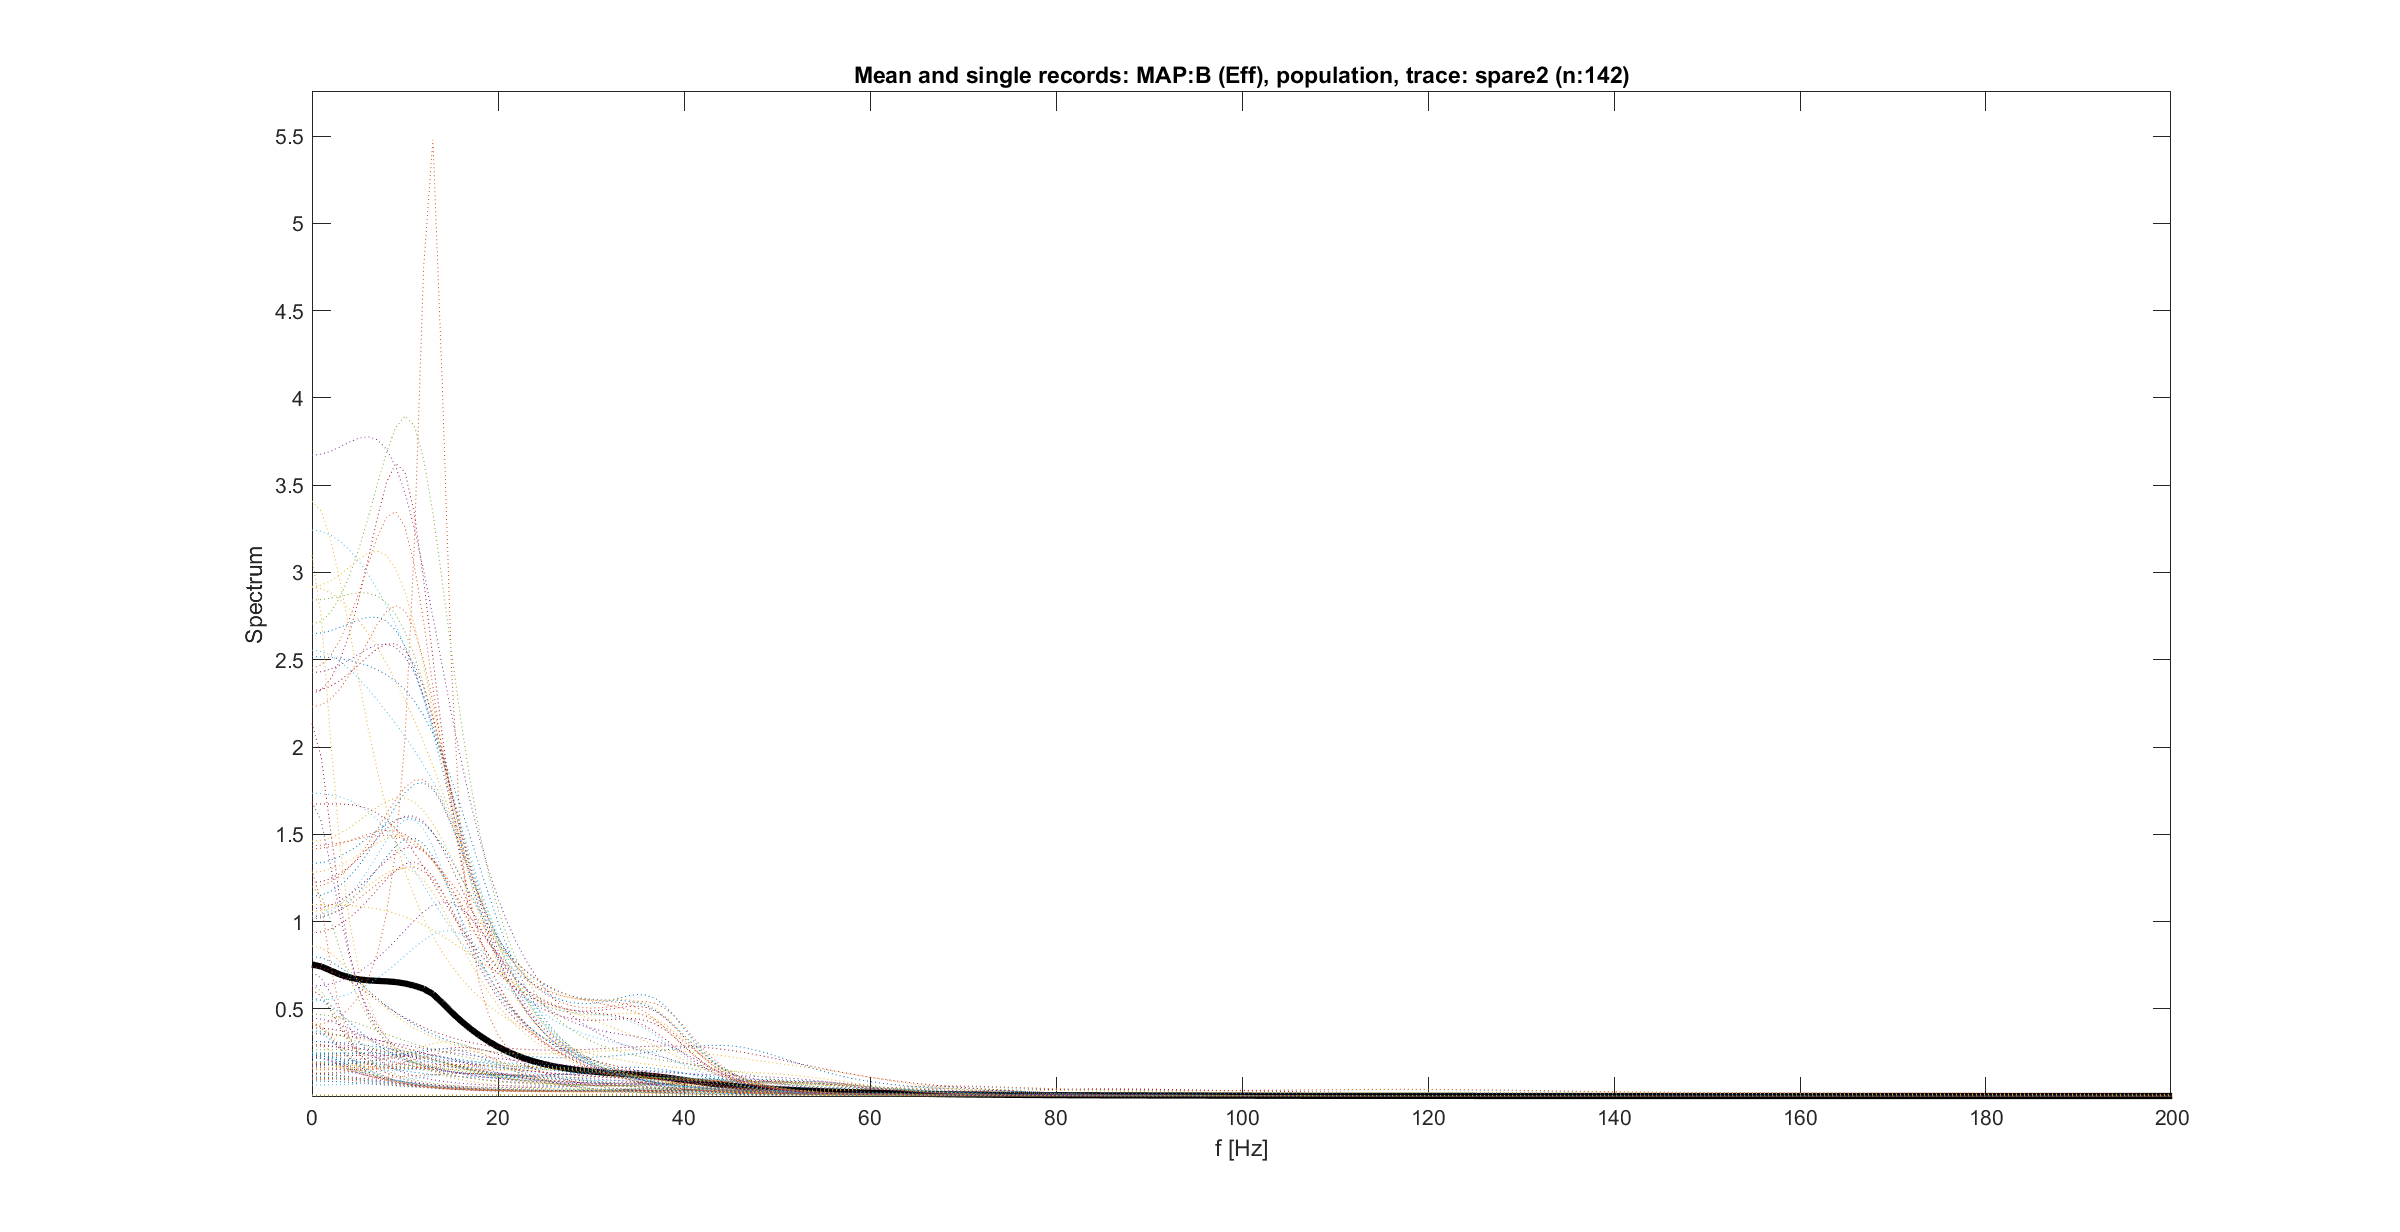 Mean and single records: MAP:B (Eff), population, trace: spare2 (n:142)
5.5
5
4.5
4
3.5
3
2.5
2
1.5
1
0.5
Spectrum
0 20 40 60 80 100 120 140 160 180 200
f [Hz]